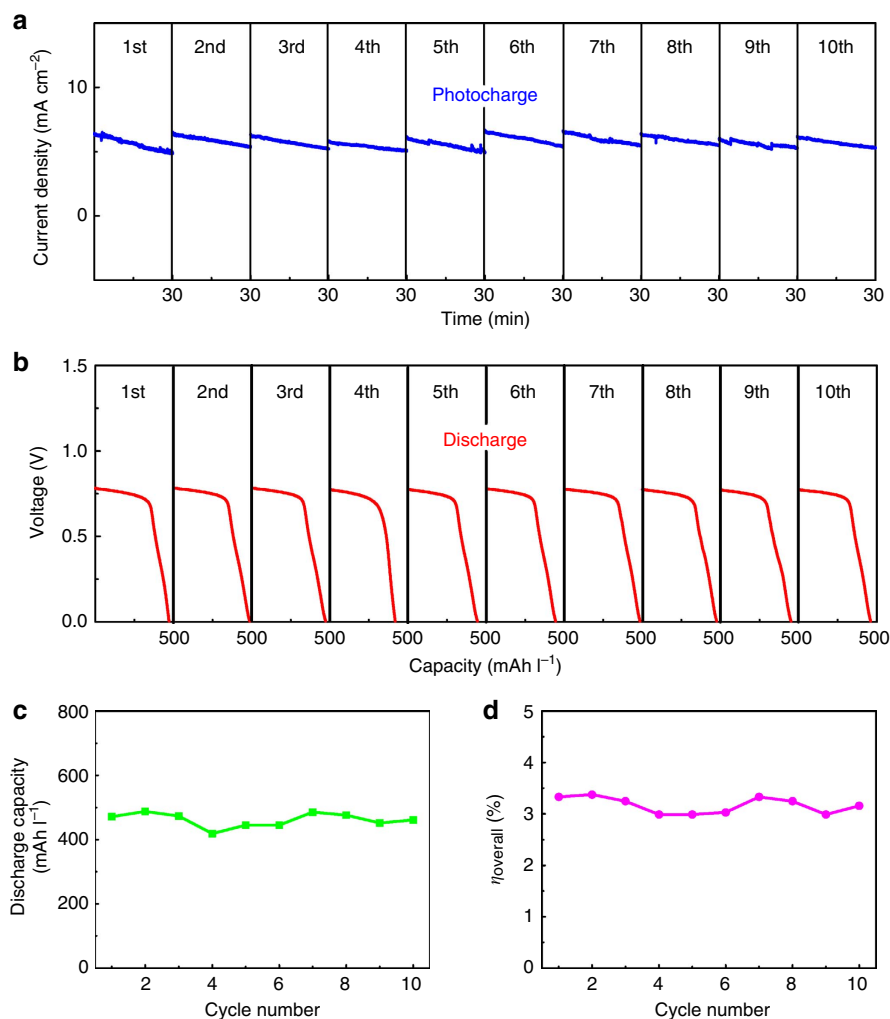 a
1st 2nd 3rd 4th 5th 6th 7th 8th 9th 10th
Photocharge
Current density (mA cm⁻²)
10
0
30 30 30 30 30 30 30 30 30 30
Time (min)
b
1.5
1st 2nd 3rd 4th 5th 6th 7th 8th 9th 10th
Discharge
Voltage (V)
1.0
0.5
0.0
500 500 500 500 500 500 500 500 500 500
Capacity (mAh l⁻¹)
c
Discharge capacity
(mAh l⁻¹)
800
600
400
200
0
2 4 6 8 10
Cycle number
d
ηoverall (%)
5
4
3
2
1
0
2 4 6 8 10
Cycle number